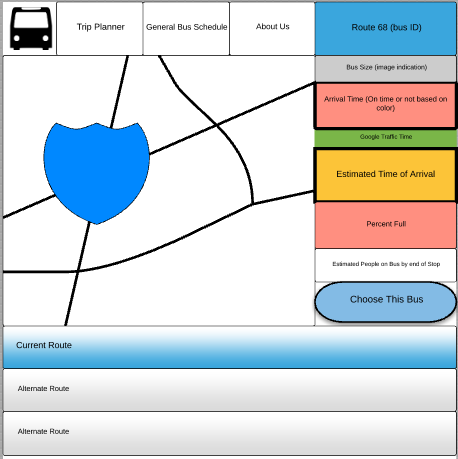 Trip Planner
General Bus Schedule
About Us
Route 68 (bus ID)
Bus Size (image indication)
Arrival Time (On time or not based on
color)
Google Traffic Time
Estimated Time of Arrival
Percent Full
Estimated People on Bus by end of Stop
Choose This Bus
Current Route
Alternate Route
Alternate Route